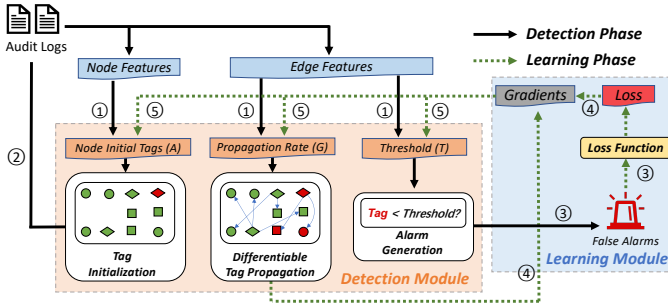 Audit Logs
Detection Phase
Learning Phase
Node Features
Edge Features
Gradients
Loss
④
①
⑤
①
⑤
①
⑤
②
Node Initial Tags (A)
Propagation Rate (G)
Threshold (T)
Loss Function
③
Tag < Threshold?
Alarm
Generation
③
False Alarms
Tag
Initialization
Differentiable
Tag Propagation
Detection Module
④
Learning Module